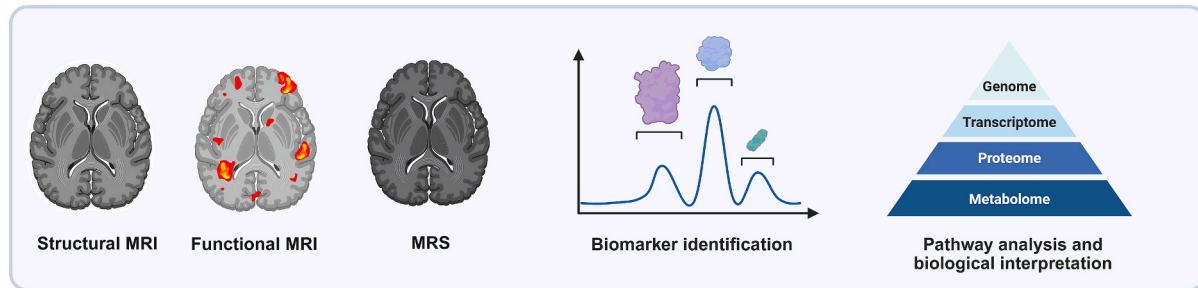 Genome
Transcriptome
Proteome
Metabolome
Structural MRI
Functional MRI
MRS
Biomarker identification
Pathway analysis and
biological interpretation